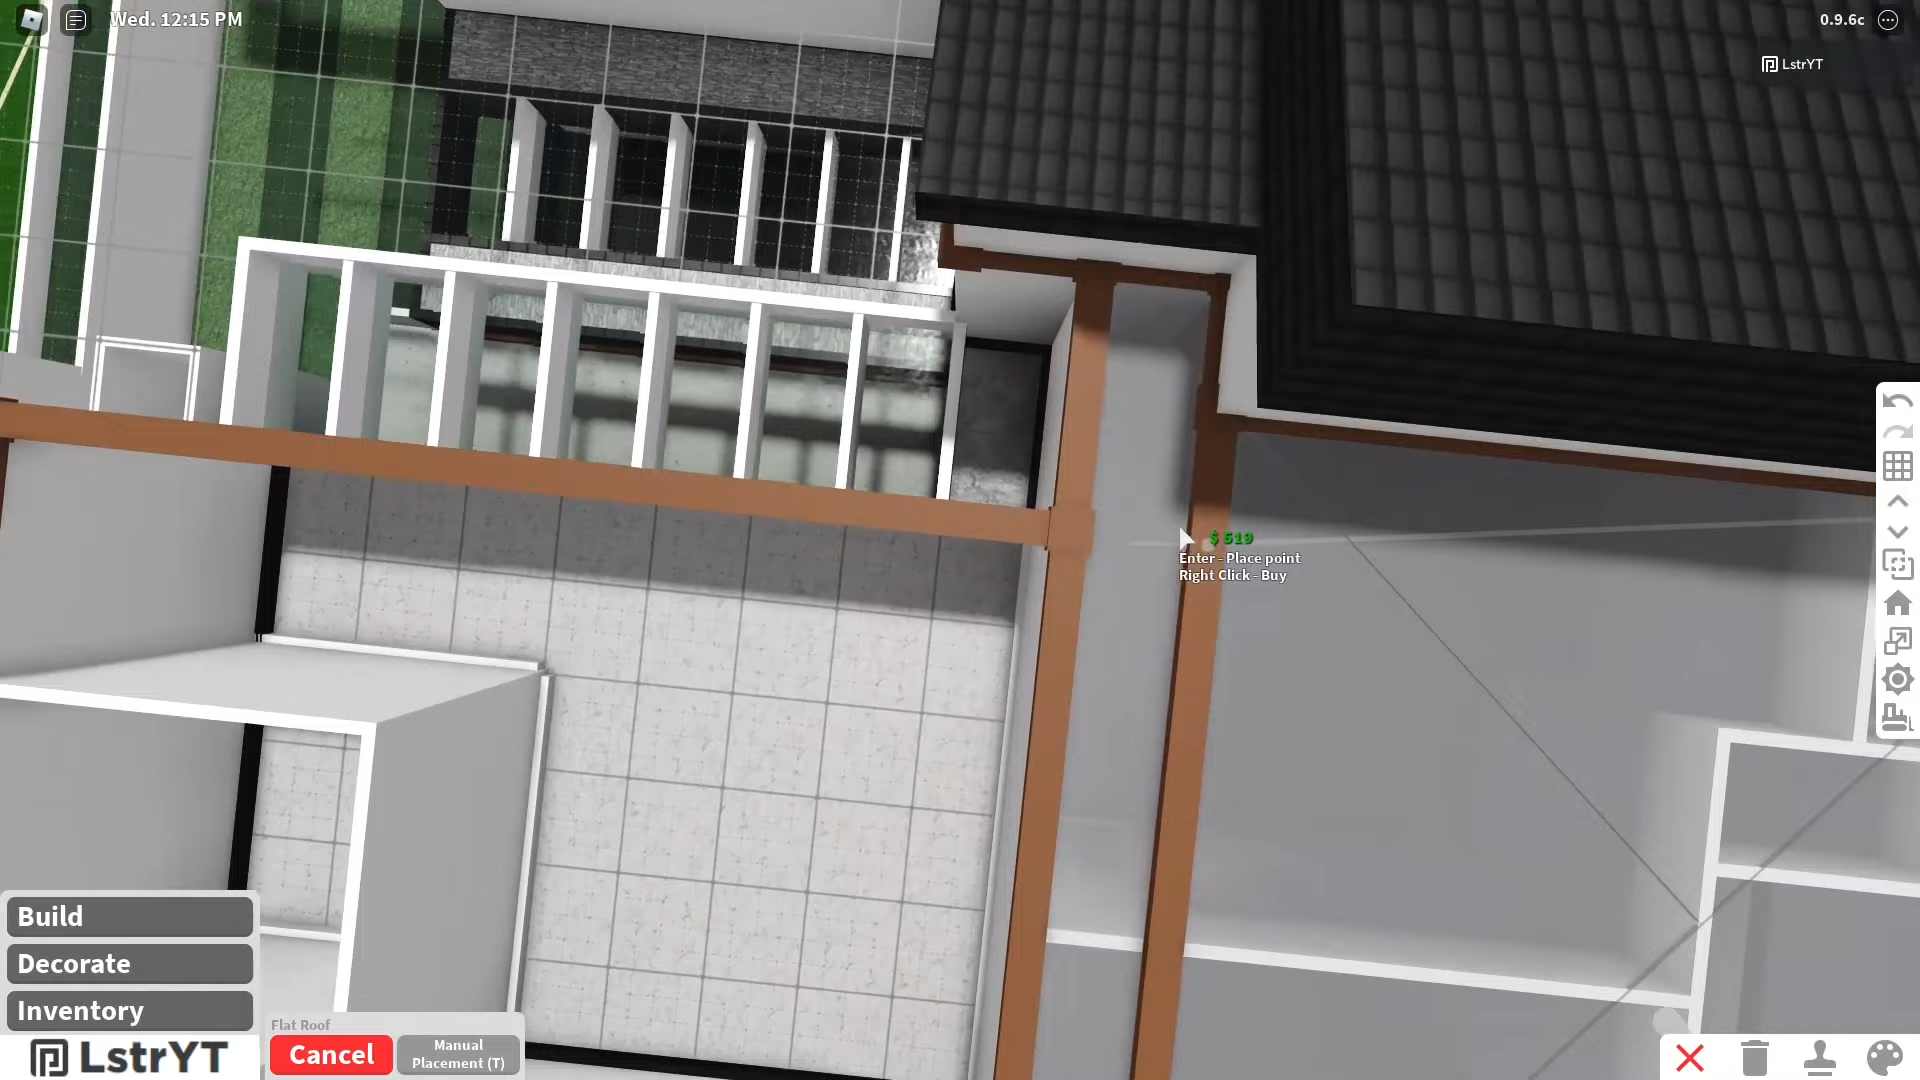 Wed. 12:15 PM
0.9.6c
LstrYT
$ 519
Enter - Place point
Right Click - Buy
Build
Decorate
Inventory
LstrYT
Flat Roof
Cancel
Manual
Placement (T)